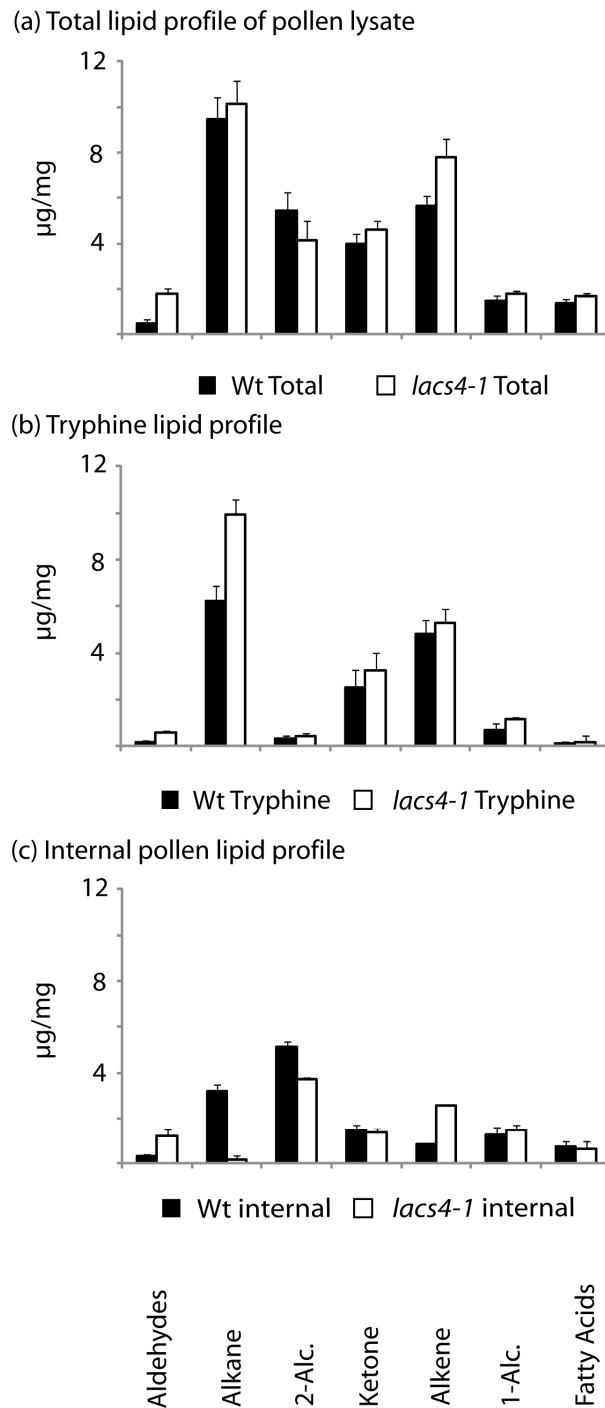 (a) Total lipid profile of pollen lysate
12
8
4
µg/mg
Wt Total lacs4-1 Total
(b) Tryphine lipid profile
12
8
4
µg/mg
Wt Tryphine lacs4-1 Tryphine
(c) Internal pollen lipid profile
12
8
4
µg/mg
Wt internal lacs4-1 internal
Aldehydes
Alkane
2-Alc.
Ketone
Alkene
1-Alc.
Fatty Acids